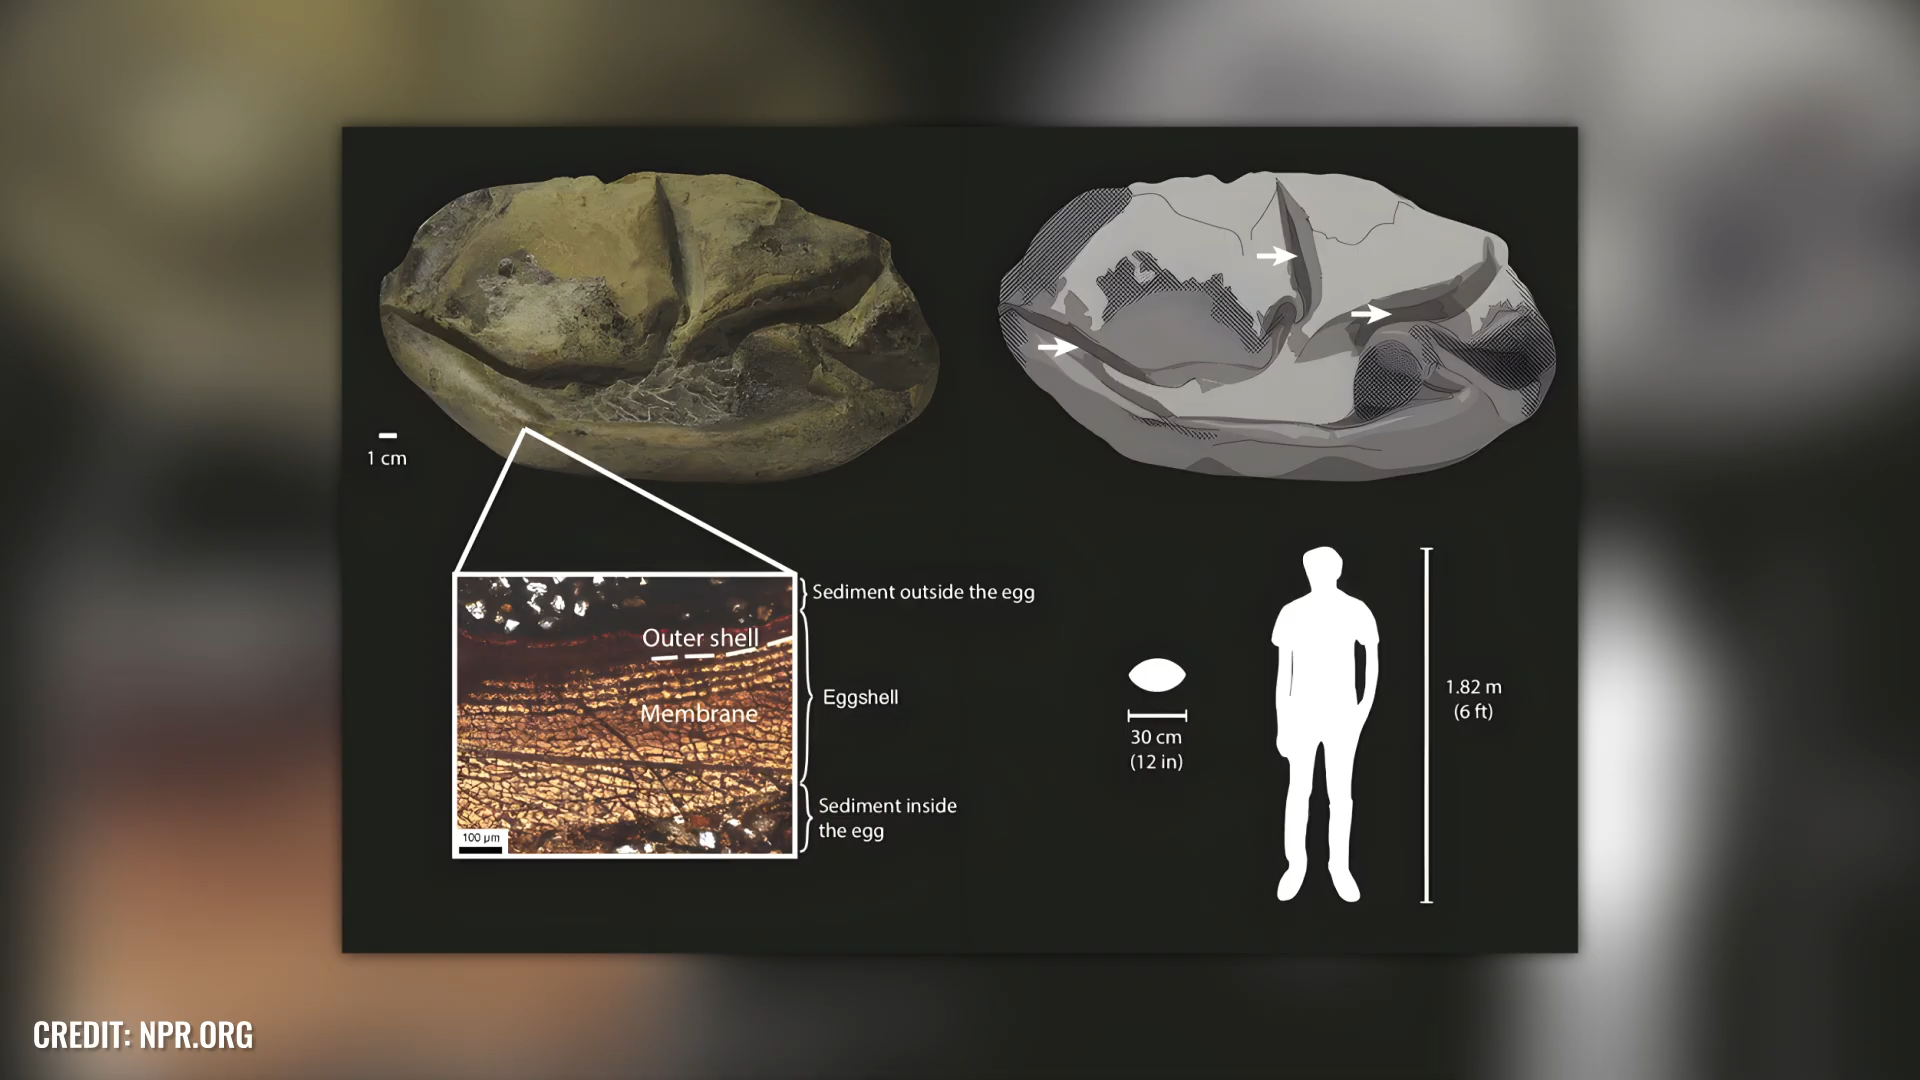 1 cm
Sediment outside the egg
Outer shell
Eggshell
Membrane
Sediment inside
the egg
100 µm
30 cm
(12 in)
1.82 m
(6 ft)
CREDIT: NPR.ORG